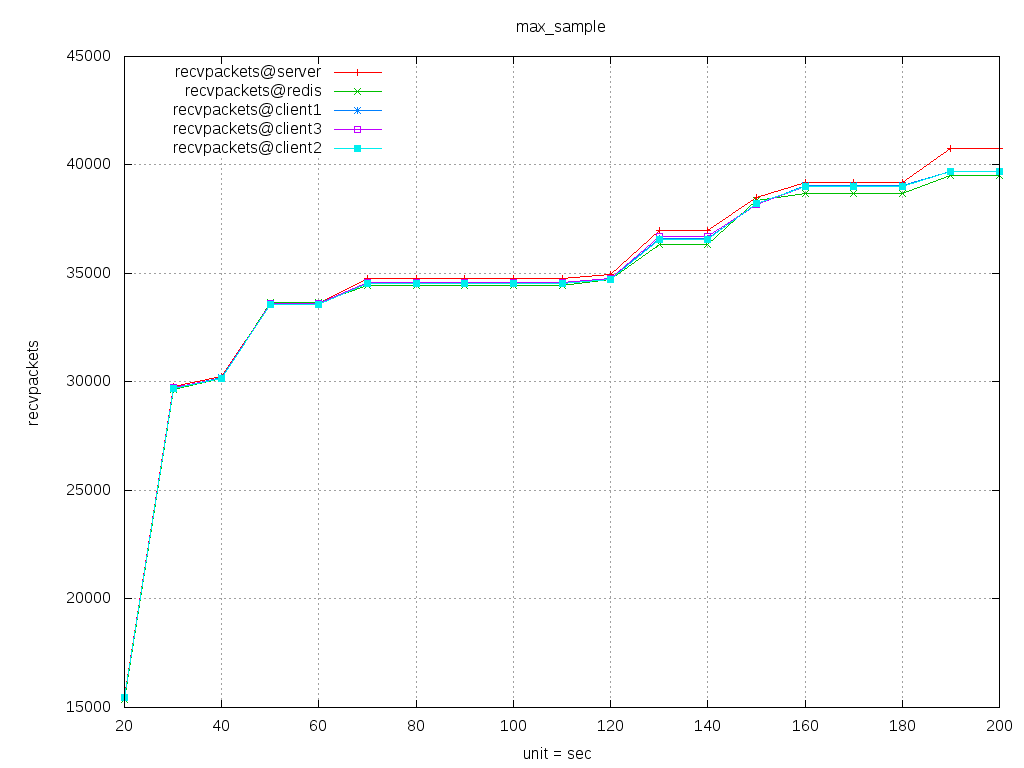 max_sample
45000
40000
35000
30000
25000
20000
15000
recvpackets
recvpackets@server
recvpackets@redis
recvpackets@client1
recvpackets@client3
recvpackets@client2
20 40 60 80 100 120 140 160 180 200
unit = sec